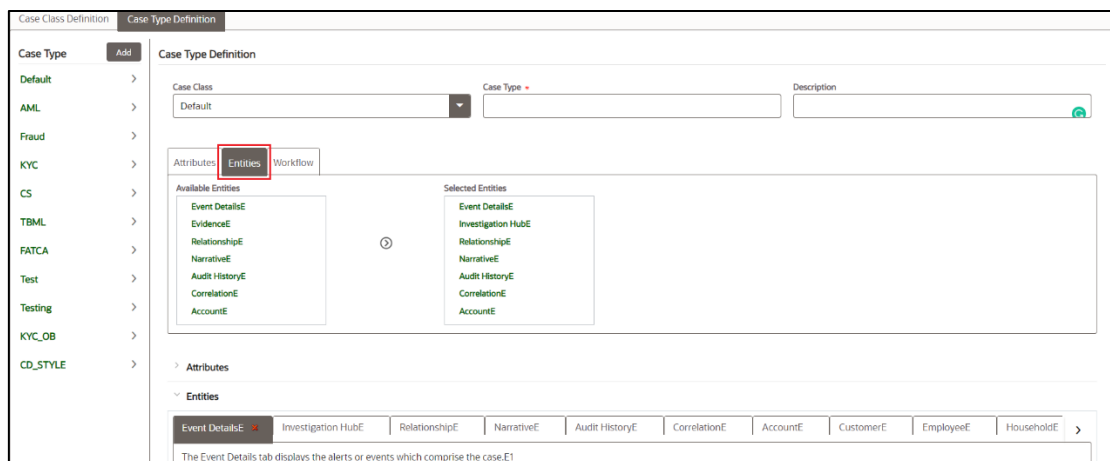 Case Class Definition
Case Type Definition
Case Type
Add
Case Type Definition
Default
AML
Fraud
KYC
CS
TBML
FATCA
Test
Testing
KYC_OB
CD_STYLE
Case Class
Case Type *
Description
Default
Attributes
Entities
Workflow
Available Entities
Event DetailsE
EvidenceE
RelationshipE
NarrativeE
Audit HistoryE
CorrelationE
AccountE
Selected Entities
Event DetailsE
Investigation HubE
RelationshipE
NarrativeE
Audit HistoryE
CorrelationE
AccountE
Attributes
Entities
Event DetailsE
Investigation HubE
RelationshipE
NarrativeE
Audit HistoryE
CorrelationE
AccountE
CustomerE
EmployeeE
HouseholdE
The Event Details tab displays the alerts or events which comprise the case.E1